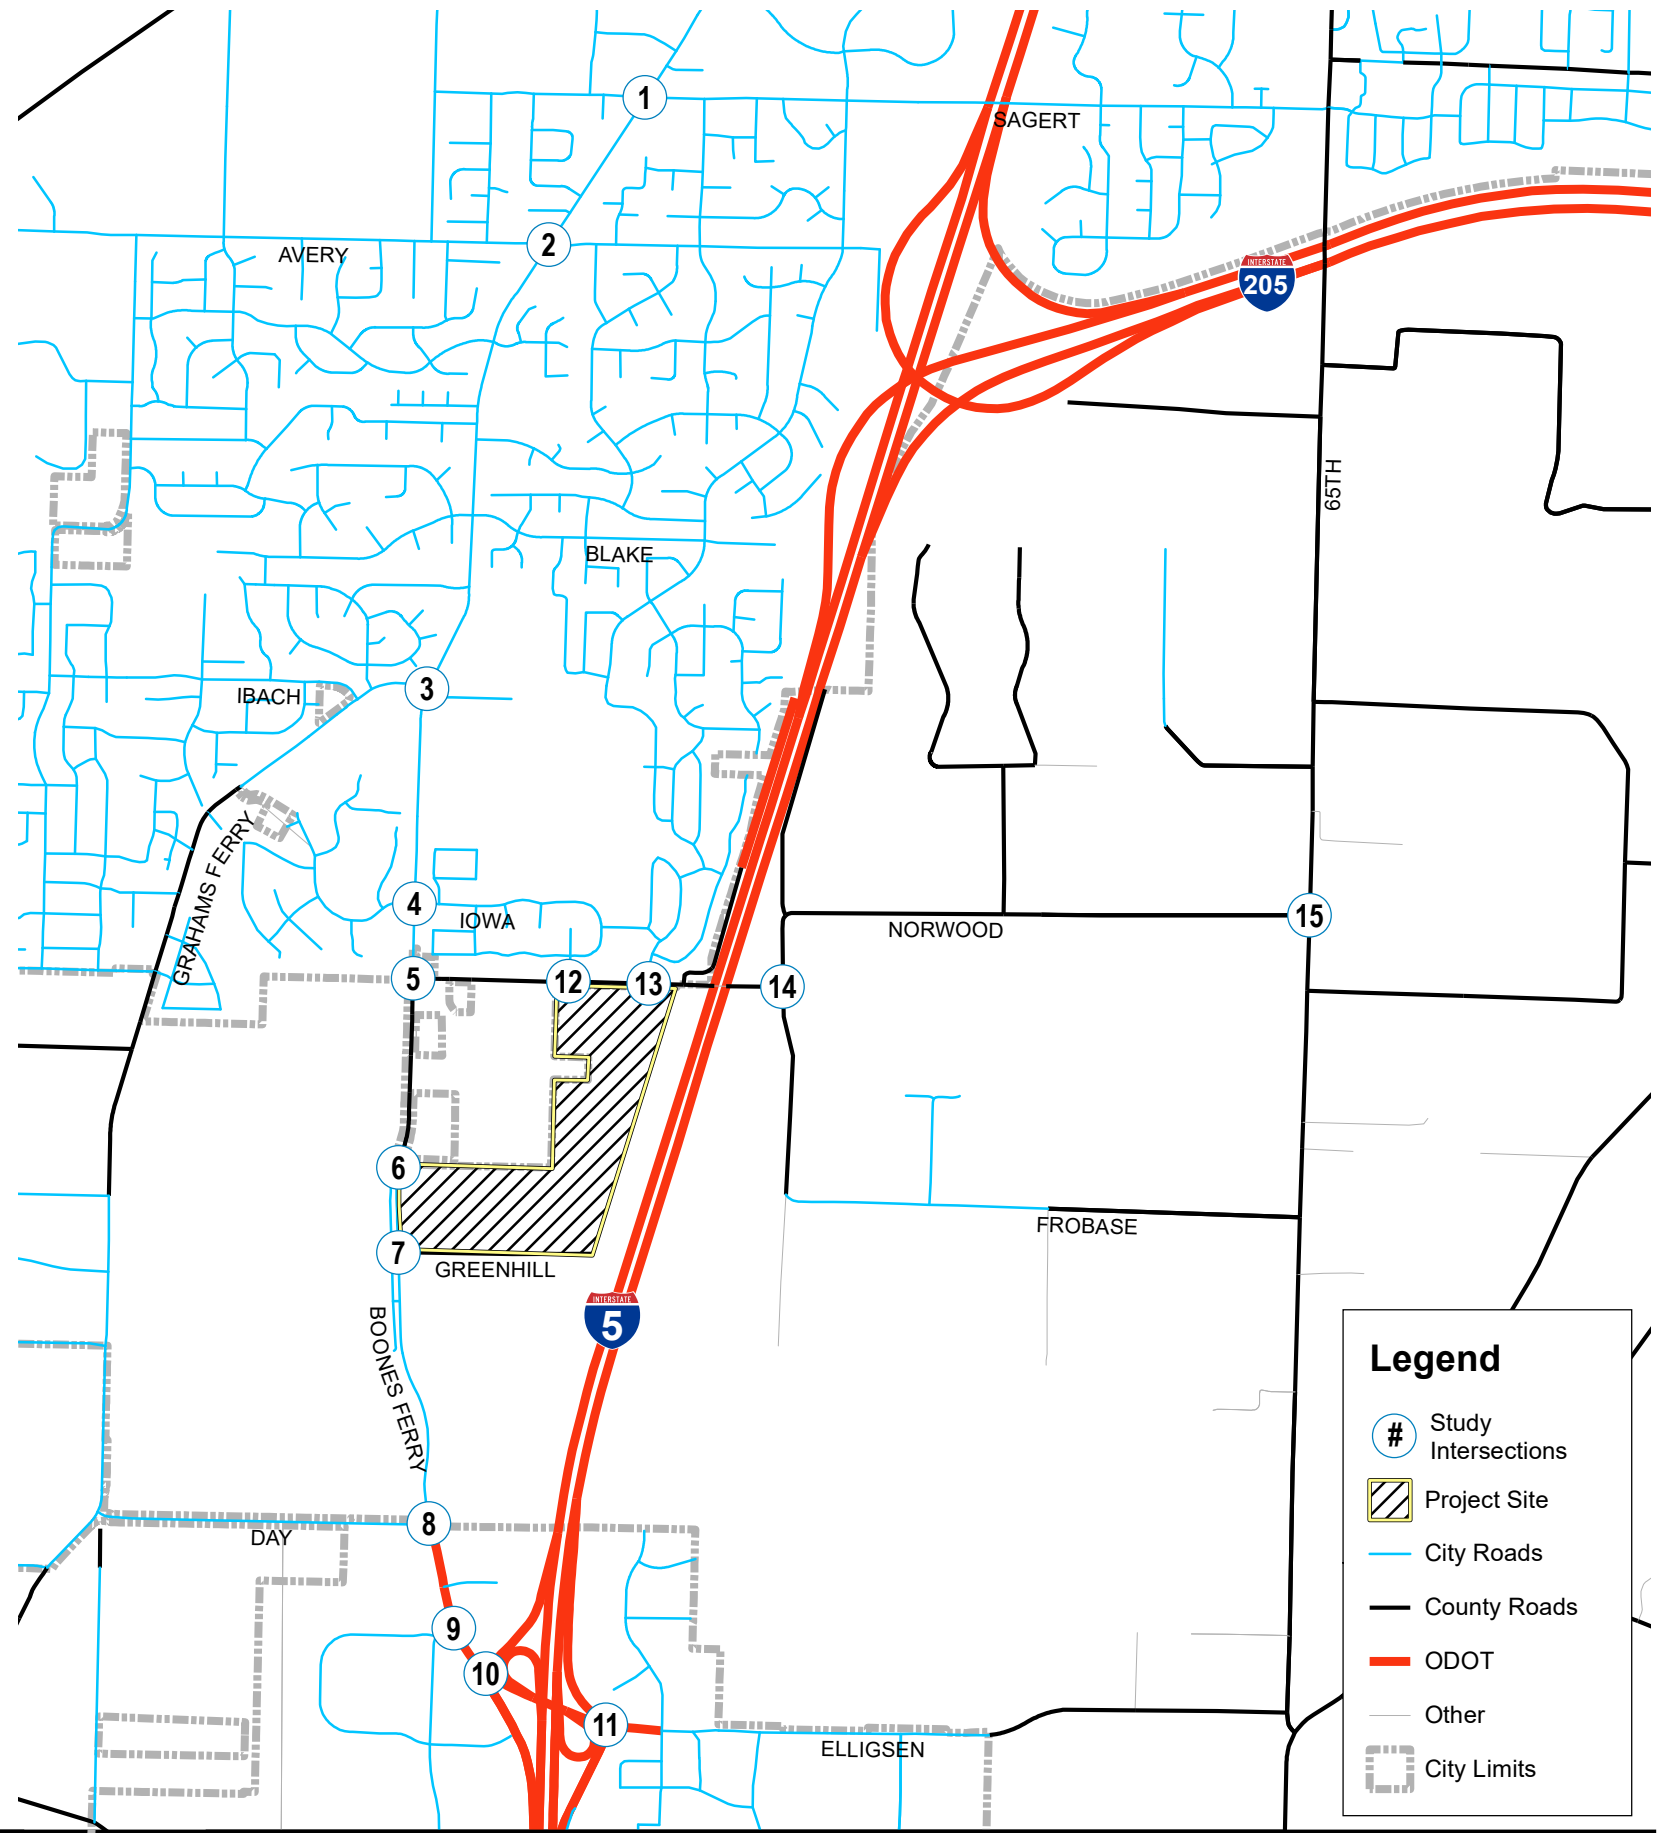 1
SAGERT
2
AVERY
INTERSTATE
205
65TH
BLAKE
3
IBACH
GRAHAMS FERRY
4
IOWA
15
NORWOOD
5
12
13
14
6
FROBASE
7
GREENHILL
INTERSTATE
5
BOONES FERRY
8
DAY
9
10
11
ELLIGSEN
Legend
#
Study
Intersections
Project Site
City Roads
County Roads
ODOT
Other
City Limits